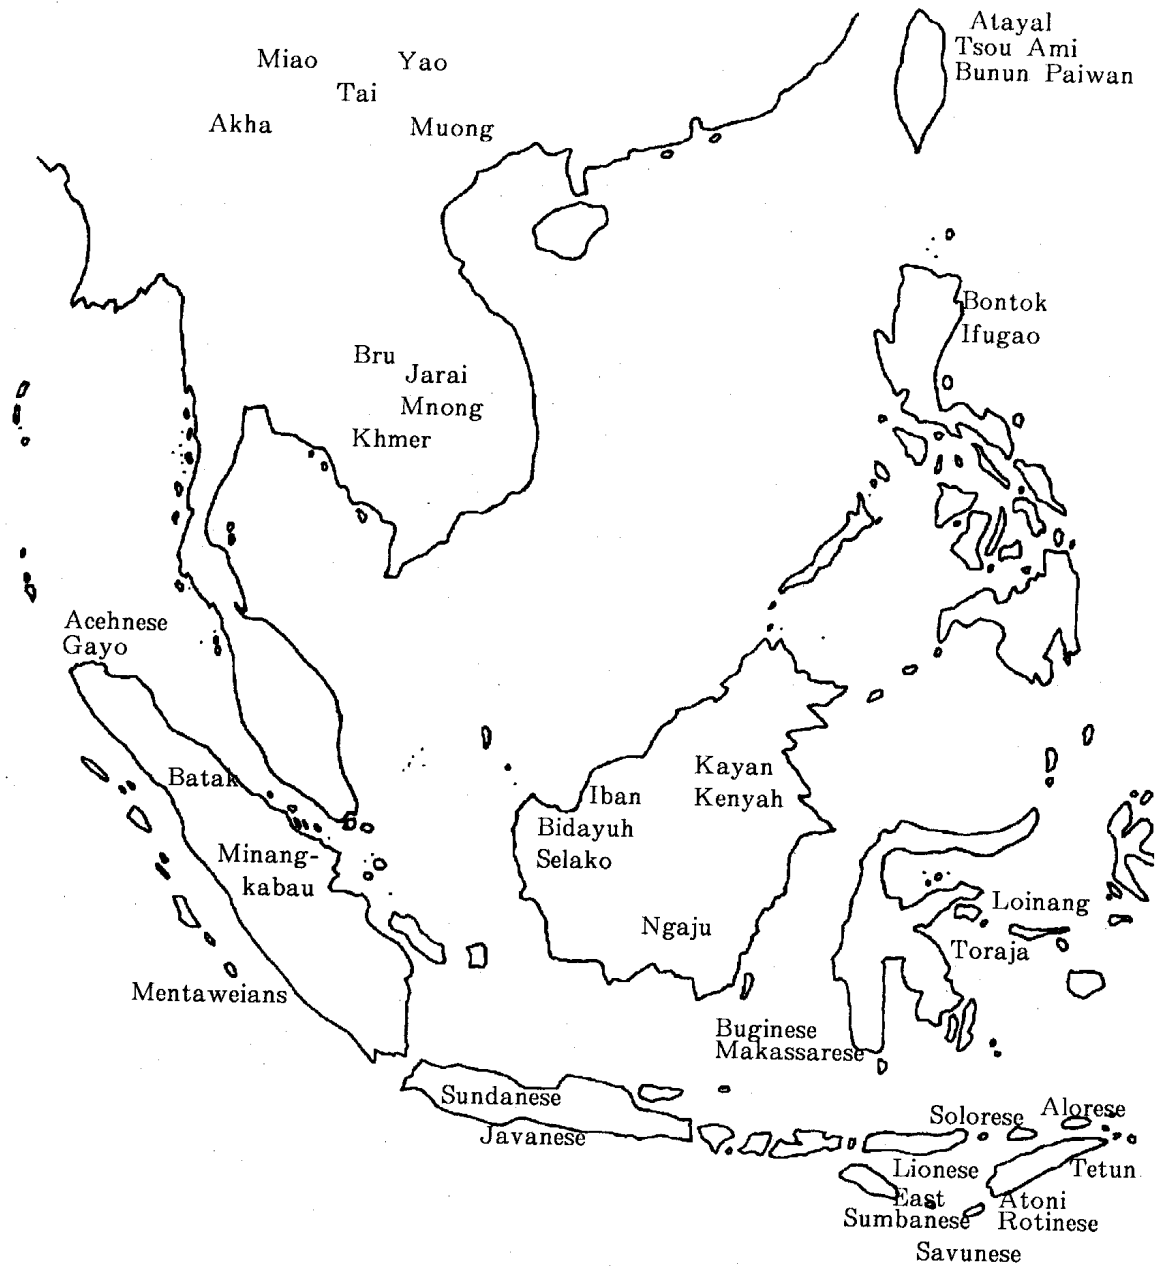 Atayal
Tsou Ami
Bunun Paiwan
Miao
Yao
Tai
Akha
Muong
Bontok
Ifugao
Bru
Jarai
Mnong
Khmer
Acehnese
Gayo
Batak
Kayan
Kenyah
Iban
Bidayuh
Selako
Minang-
kabau
Ngaju
Loinang
Toraja
Mentaweians
Buginese
Makassarese
Sundanese
Javanese
Solorese
Alorese
Lionese
Tetun
East
Sumbanese
Atoni
Rotinese
Savunese